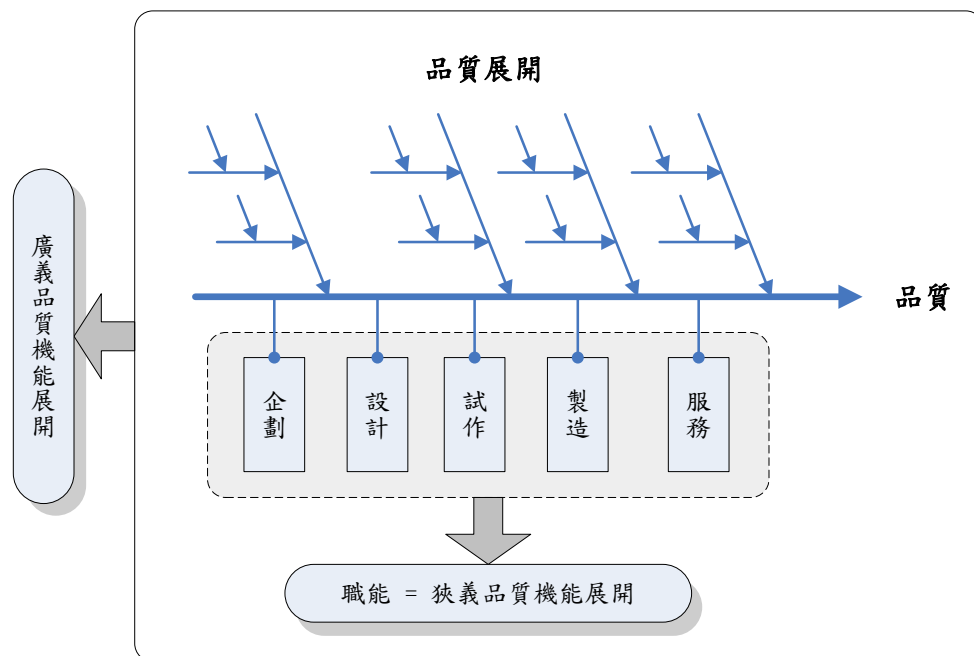 品質展開
廣義品質機能展開
品質
企劃
設計
試作
製造
服務
職能 = 狹義品質機能展開